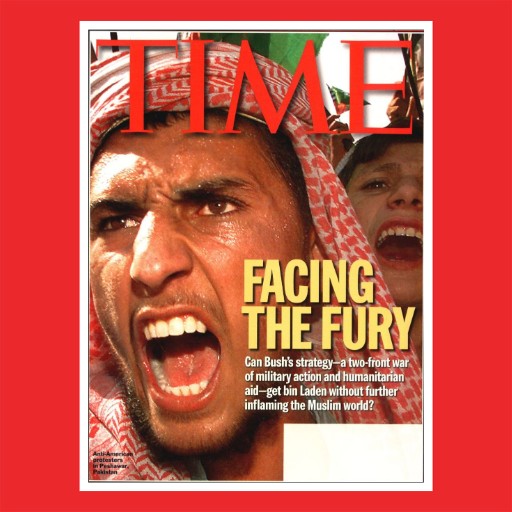 TIME
FACING
THE FURY
Can Bush's strategy—a two-front war
of military action and humanitarian
aid—get bin Laden without further
inflaming the Muslim world?
Anti-American
protesters
in Peshawar,
Pakistan